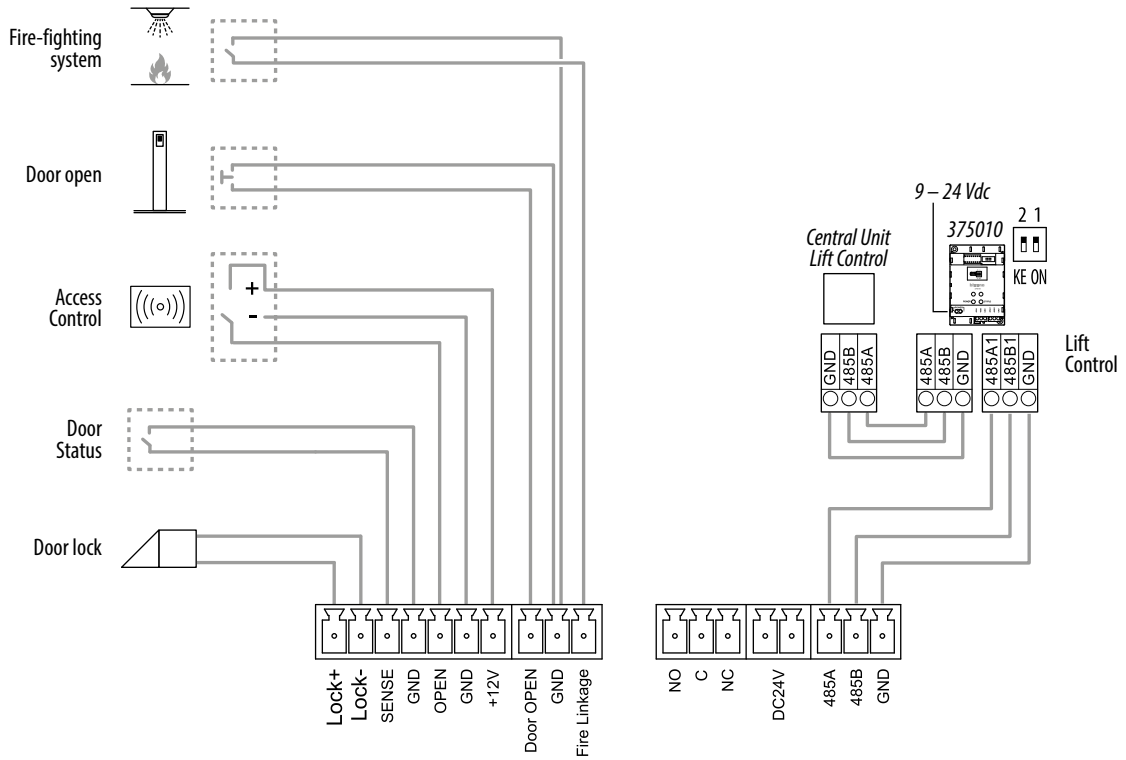 Fire-fighting
system
Door open
Access
Control
+
-
Door
Status
Door lock
9 – 24 Vdc
375010
2 1
KE ON
Central Unit
Lift Control
GND
485B
485A
485A
485B
GND
485A1
485B1
GND
Lift
Control
Lock+
Lock-
SENSE
GND
OPEN
GND
+12V
Door OPEN
GND
Fire Linkage
NO
C
NC
DC24V
485A
485B
GND